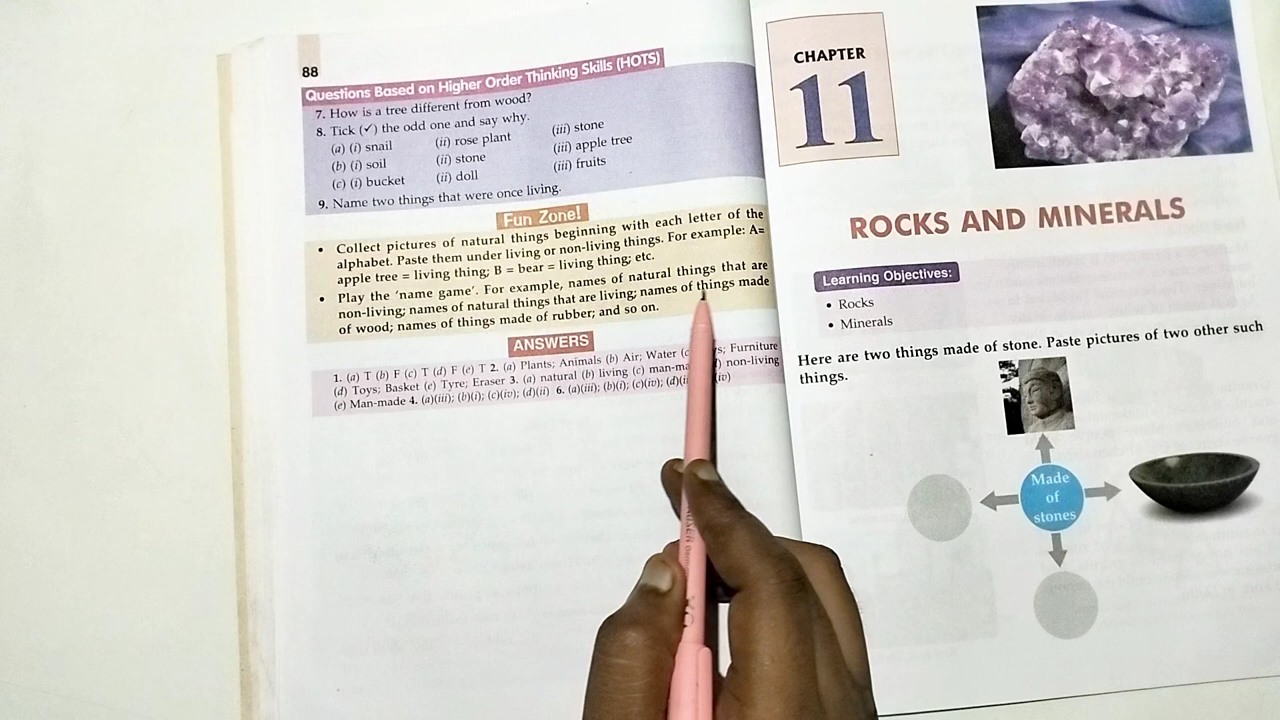 88
Questions Based on Higher Order Thinking Skills (HOTS)
7. How is a tree different from wood?
8. Tick (✓) the odd one and say why.
(a) (i) snail (ii) rose plant (iii) stone
(b) (i) soil (ii) stone (iii) apple tree
(c) (i) bucket (ii) doll (iii) fruits
9. Name two things that were once living.
Fun Zone!
• Collect pictures of natural things beginning with each letter of the
alphabet. Paste them under living or non-living things. For example: A=
apple tree = living thing; B = bear = living thing; etc.
• Play the 'name game'. For example, names of natural things that are
non-living; names of natural things that are living; names of things made
of wood; names of things made of rubber; and so on.
ANSWERS
1. (a) T (b) F (c) T (d) F (e) T 2. (a) Plants; Animals (b) Air; Water Furniture
(d) Toys; Basket (e) Tyre; Eraser 3. (a) natural (b) living (c) non-living
(e) Man-made 4. (a)(iii); (b)(i); (c)(iv); (d)(ii) 6. (a)(iii); (b)(i); (c)(iv);
CHAPTER
11
ROCKS AND MINERALS
Learning Objectives:
• Rocks
• Minerals
Here are two things made of stone. Paste pictures of two other such
things.
Made
of
stones